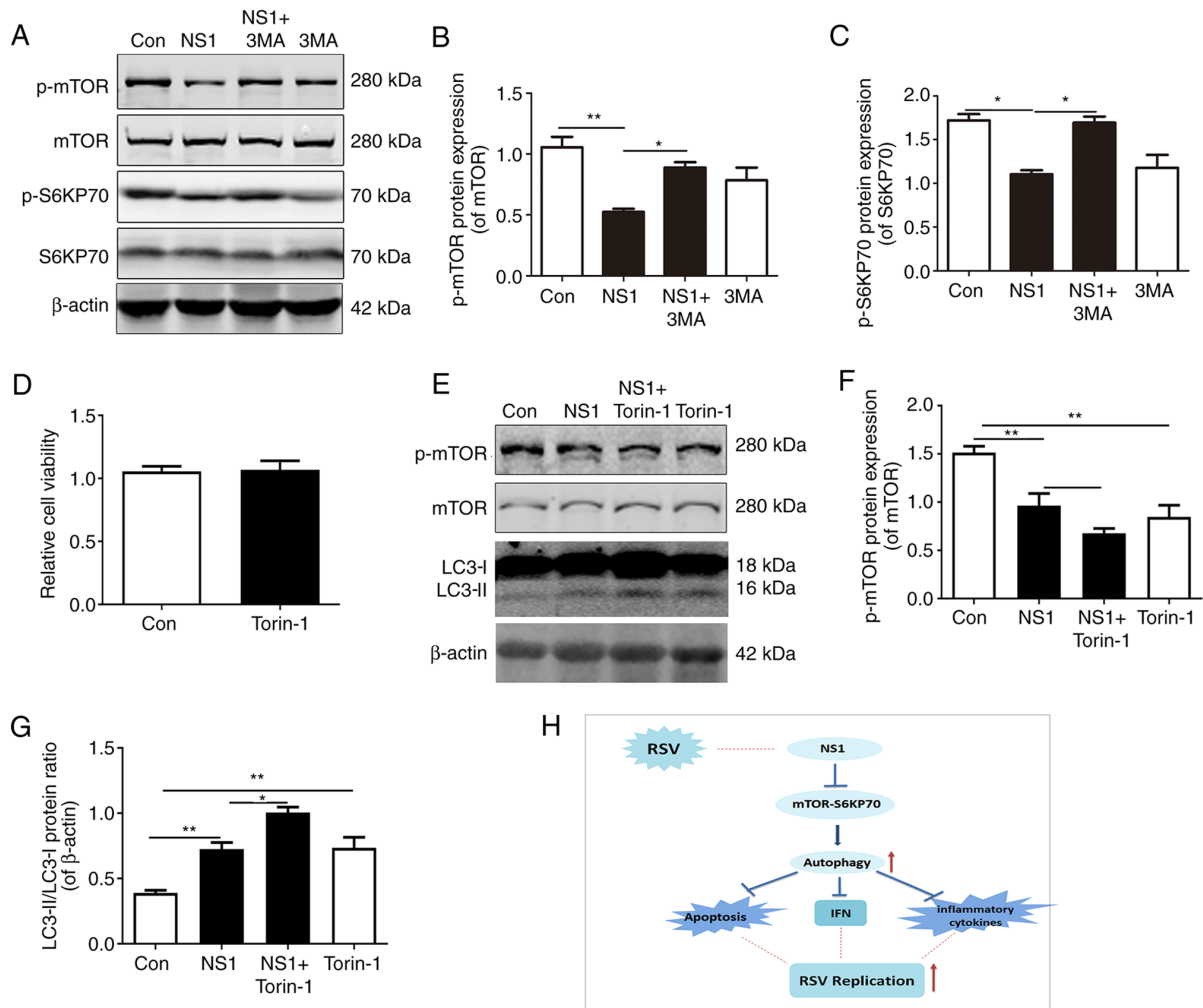 A
Con
NS1
NS1+
3MA
3MA
p-mTOR
280 kDa
mTOR
280 kDa
p-S6KP70
70 kDa
S6KP70
70 kDa
β-actin
42 kDa
B
p-mTOR protein expression
(of mTOR)
1.5
1.0
0.5
0.0
**
*
Con
NS1
NS1+
3MA
3MA
C
p-S6KP70 protein expression
(of S6KP70)
2.0
1.5
1.0
0.5
0.0
*
*
Con
NS1
NS1+
3MA
3MA
D
Relative cell viability
1.5
1.0
0.5
0.0
Con
Torin-1
E
Con
NS1
NS1+
Torin-1
Torin-1
p-mTOR
280 kDa
mTOR
280 kDa
LC3-I
18 kDa
LC3-II
16 kDa
β-actin
42 kDa
F
p-mTOR protein expression
(of mTOR)
2.0
1.5
1.0
0.5
0.0
**
**
Con
NS1
NS1+
Torin-1
Torin-1
G
LC3-II/LC3-I protein ratio
(of β-actin)
1.5
1.0
0.5
0.0
**
**
*
Con
NS1
NS1+
Torin-1
Torin-1
H
RSV
NS1
mTOR-S6KP70
Autophagy
Apoptosis
IFN
inflammatory
cytokines
RSV Replication